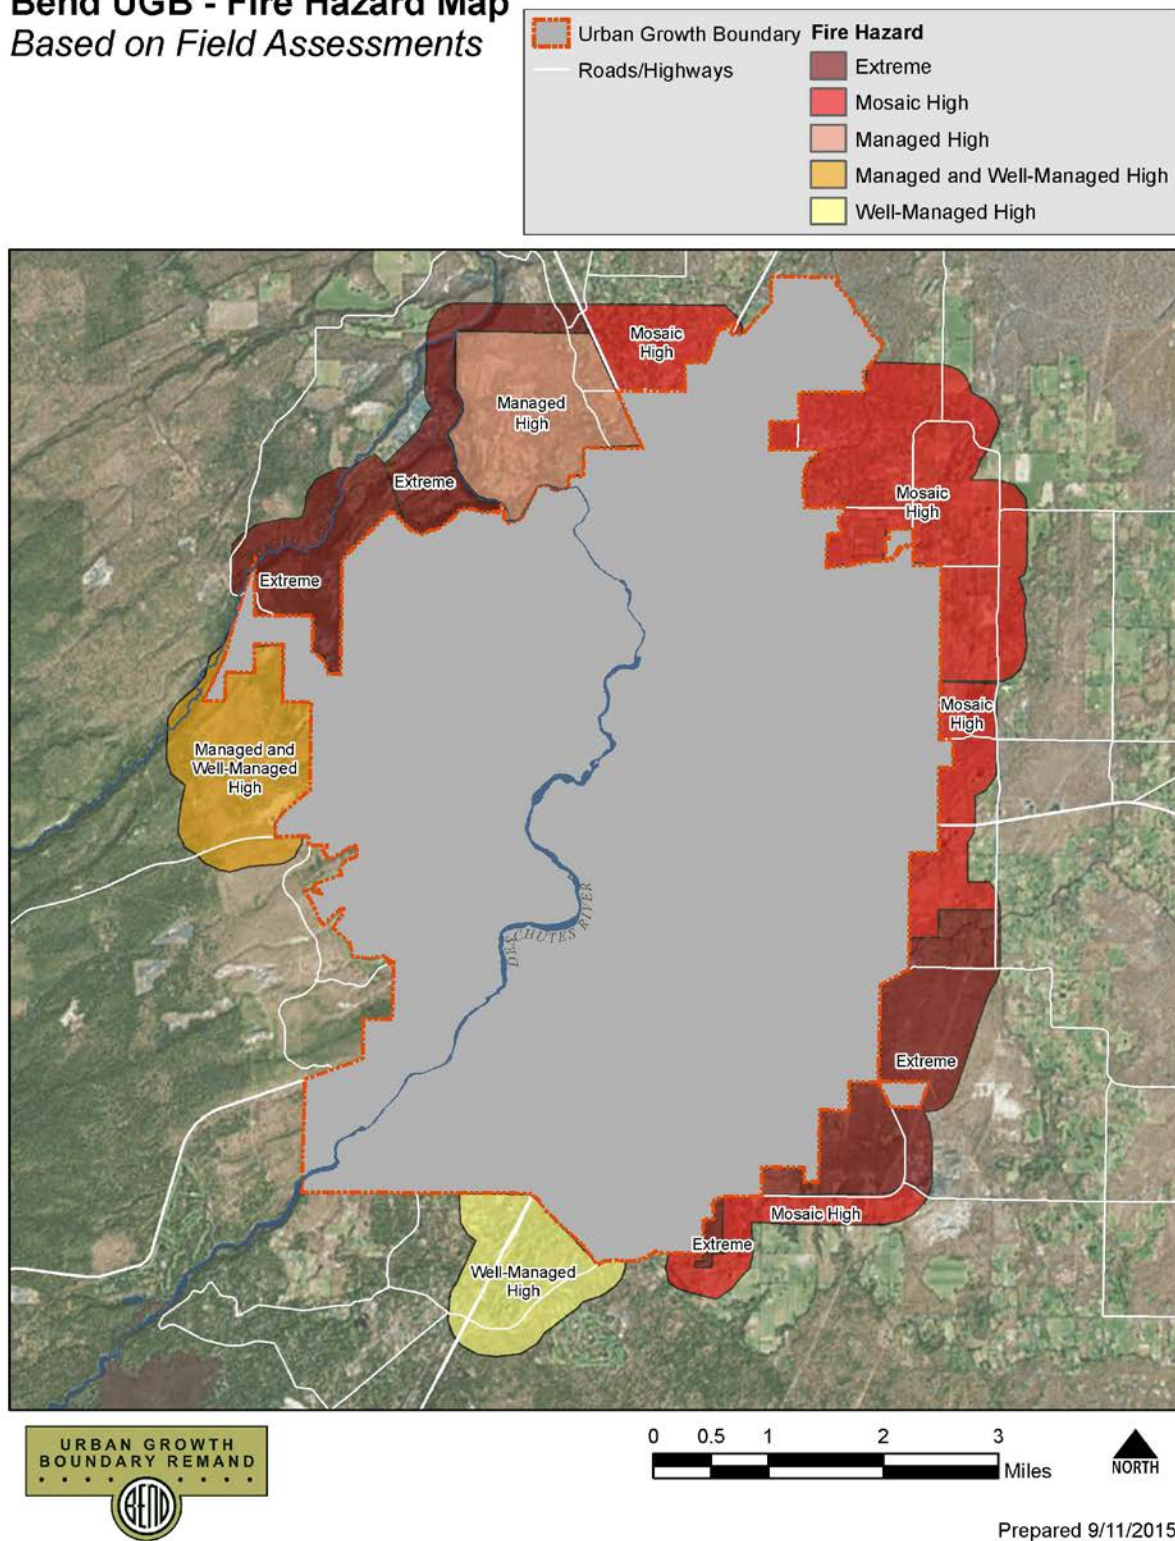 Bend UGB - Fire Hazard Map
Based on Field Assessments
Urban Growth Boundary
Roads/Highways
Fire Hazard
Extreme
Mosaic High
Managed High
Managed and Well-Managed High
Well-Managed High
Mosaic
High
Managed
High
Extreme
Mosaic
High
Extreme
Mosaic
High
Managed and
Well-Managed
High
DESCHUTES RIVER
Extreme
Mosaic High
Extreme
Well-Managed
High
URBAN GROWTH
BOUNDARY REMAND
BEND
0 0.5 1 2 3
Miles
NORTH
Prepared 9/11/2015